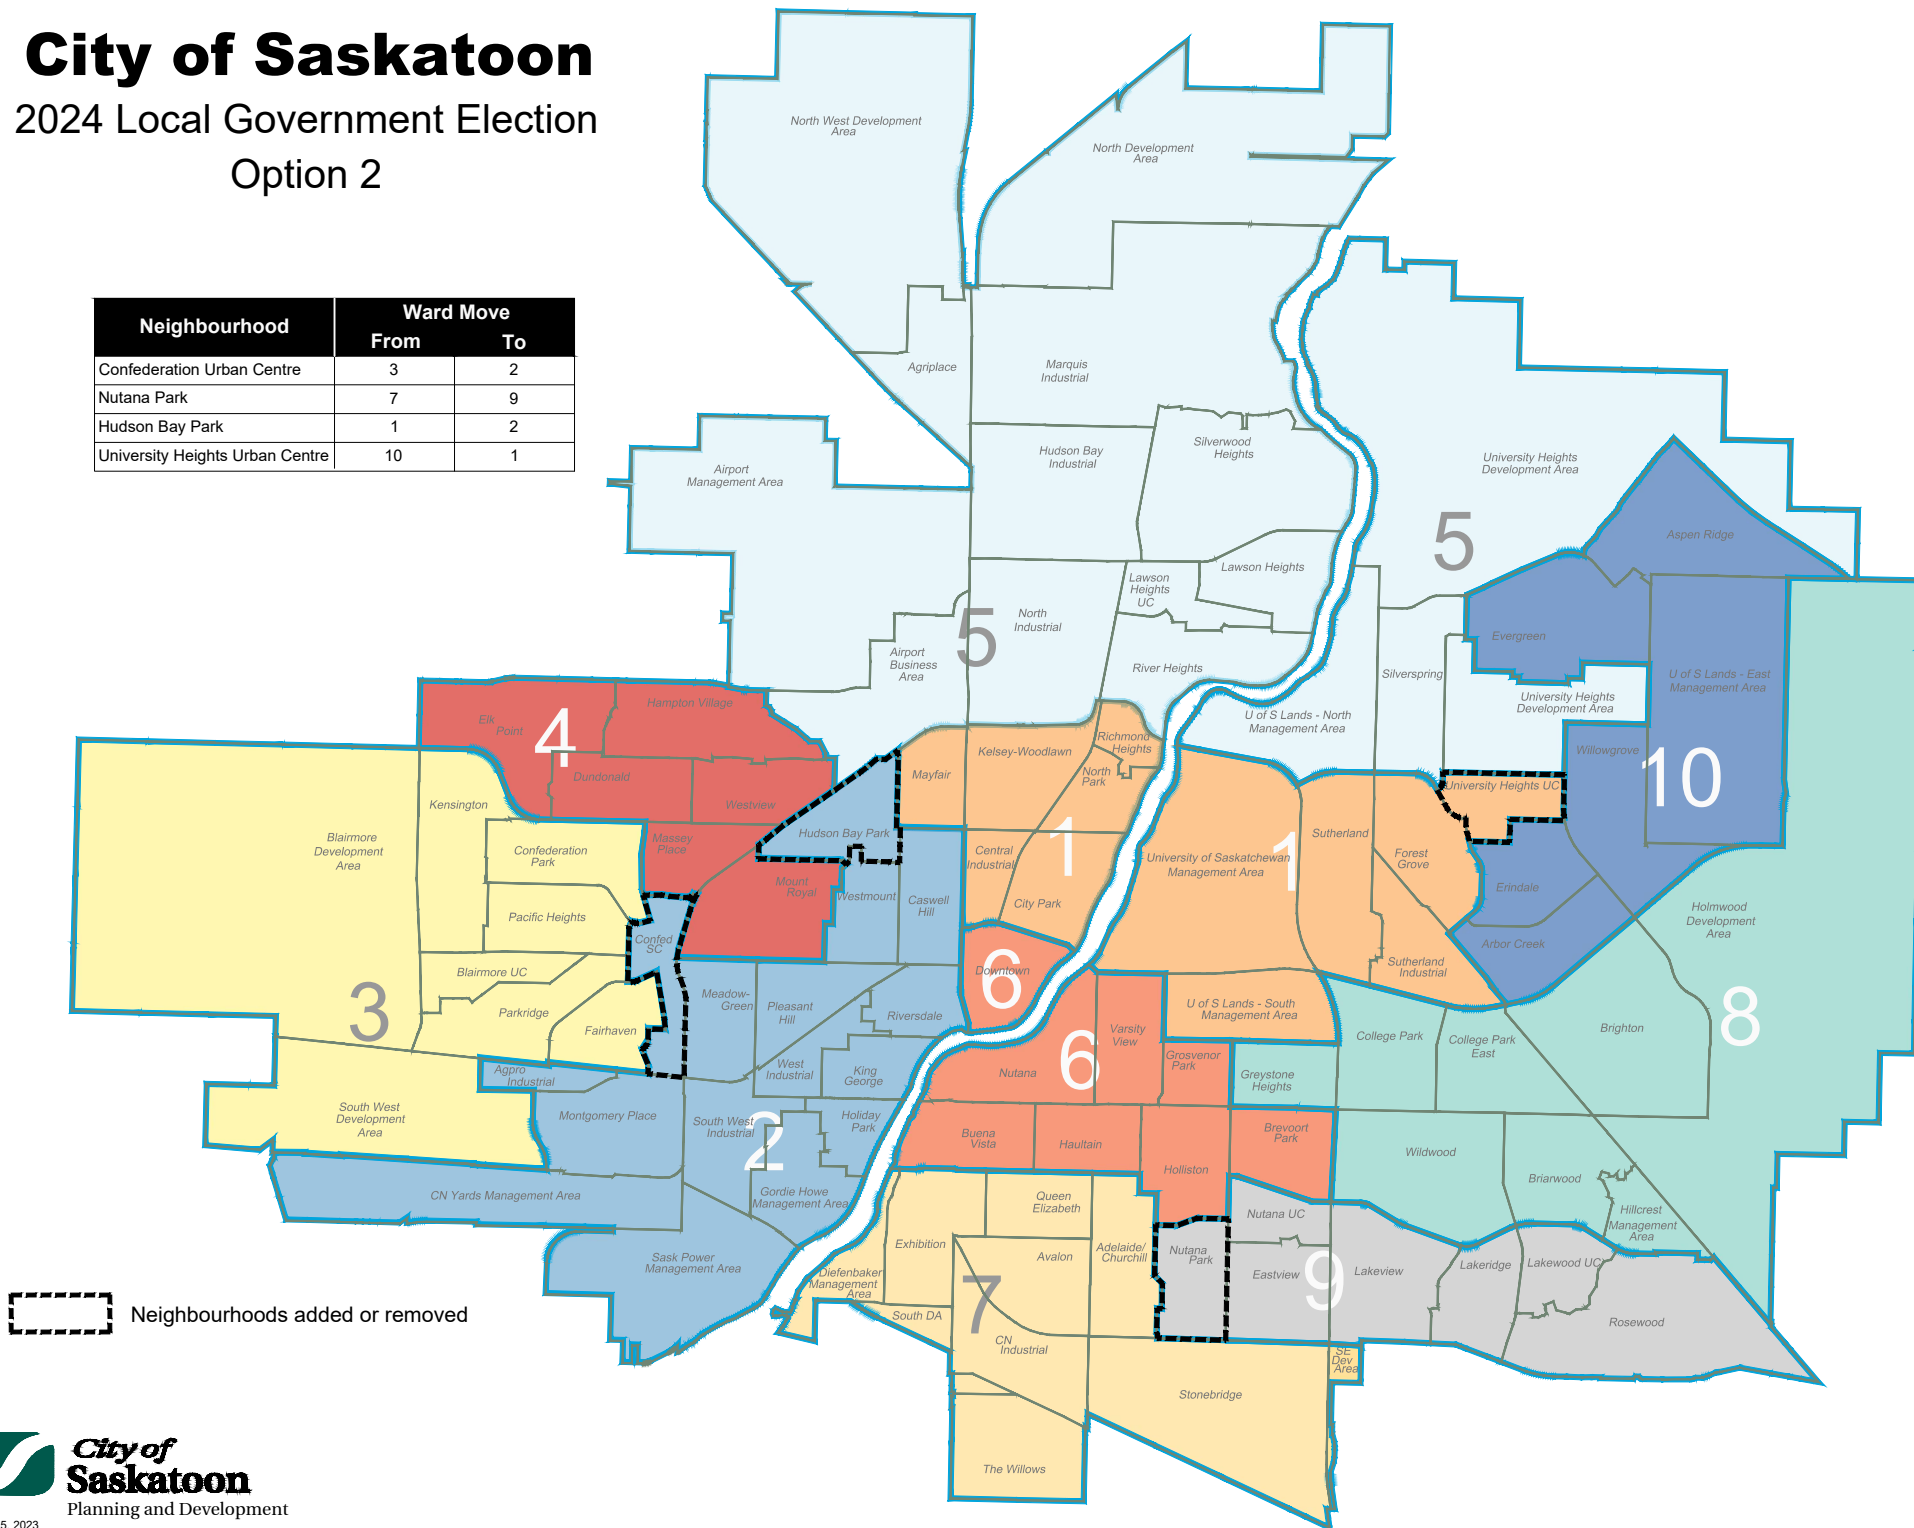 City of Saskatoon
2024 Local Government Election
Option 2
Neighbourhood
Ward Move
From
To
Confederation Urban Centre 3 2
Nutana Park 7 9
Hudson Bay Park 1 2
University Heights Urban Centre 10 1
North West Development
Area
North Development
Area
Agriplace
Marquis
Industrial
Airport
Management Area
Hudson Bay
Industrial
Silverwood
Heights
University Heights
Development Area
5
Aspen Ridge
Lawson
Heights
UC
Lawson Heights
North
Industrial
5
Airport
Business
Area
River Heights
Silverspring
Evergreen
U of S Lands - East
Management Area
University Heights
Development Area
U of S Lands - North
Management Area
Elk
Point
4
Hampton Village
Dundonald
Westview
Massey
Place
Mount
Royal
Kelsey-Woodlawn
Richmond
Heights
North
Park
Mayfair
Willowgrove
10
University Heights UC
Kensington
Blairmore
Development
Area
Confederation
Park
Pacific Heights
Hudson Bay Park
Central
Industrial
1
City Park
University of Saskatchewan
Management Area
1
Sutherland
Forest
Grove
Erindale
Arbor Creek
Holmwood
Development
Area
Westmount
Caswell
Hill
Confed
SC
Blairmore UC
3
Parkridge
Fairhaven
Meadow-
Green
Pleasant
Hill
Riversdale
6
Downtown
Sutherland
Industrial
U of S Lands - South
Management Area
Varsity
View
6
Nutana
Grosvenor
Park
Greystone
Heights
College Park
College Park
East
Brighton
8
Agpro
Industrial
West
Industrial
King
George
South West
Development
Area
Montgomery Place
South West
Industrial
2
Holiday
Park
Buena
Vista
Haultain
Holliston
Brevoort
Park
Wildwood
Briarwood
Hillcrest
Management
Area
CN Yards Management Area
Gordie Howe
Management Area
Queen
Elizabeth
Nutana UC
Sask Power
Management Area
Exhibition
Avalon
Adelaide/
Churchill
Nutana
Park
Eastview
9
Lakeview
Lakeridge
Lakewood UC
Diefenbaker
Management
Area
South DA
7
CN
Industrial
Rosewood
SE
Dev
Area
Stonebridge
The Willows
Neighbourhoods added or removed
City of
Saskatoon
Planning and Development
5, 2023